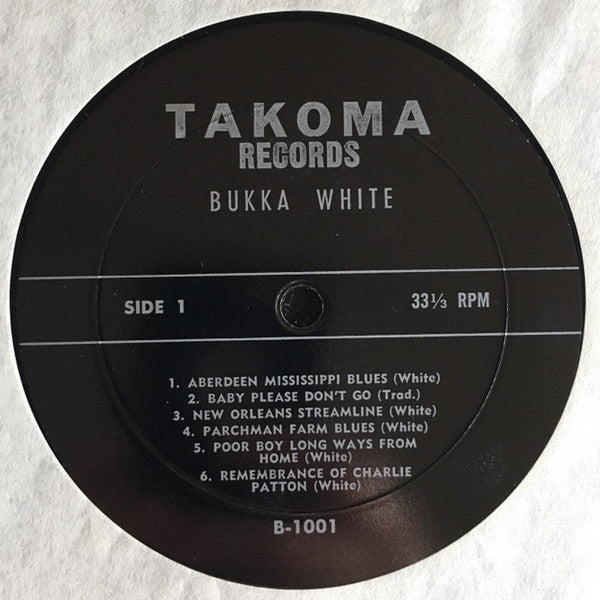 TAKOMA
RECORDS
BUKKA WHITE
SIDE 1 33⅓ RPM
1. ABERDEEN MISSISSIPPI BLUES (White)
2. BABY PLEASE DON'T GO (Trad.)
3. NEW ORLEANS STREAMLINE (White)
4. PARCHMAN FARM BLUES (White)
5. POOR BOY LONG WAYS FROM
HOME (White)
6. REMEMBRANCE OF CHARLIE
PATTON (White)
B-1001